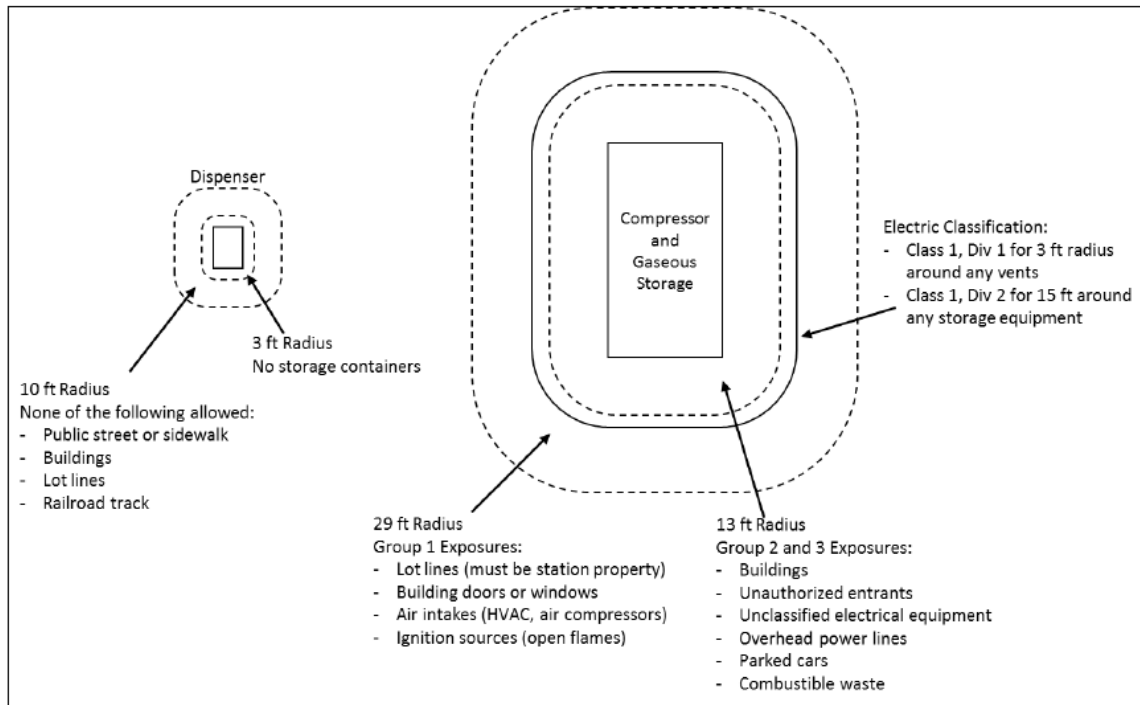 Dispenser
3 ft Radius
No storage containers
10 ft Radius
None of the following allowed:
- Public street or sidewalk
- Buildings
- Lot lines
- Railroad track
Compressor
and
Gaseous
Storage
Electric Classification:
- Class 1, Div 1 for 3 ft radius
around any vents
- Class 1, Div 2 for 15 ft around
any storage equipment
29 ft Radius
Group 1 Exposures:
- Lot lines (must be station property)
- Building doors or windows
- Air intakes (HVAC, air compressors)
- Ignition sources (open flames)
13 ft Radius
Group 2 and 3 Exposures:
- Buildings
- Unauthorized entrants
- Unclassified electrical equipment
- Overhead power lines
- Parked cars
- Combustible waste